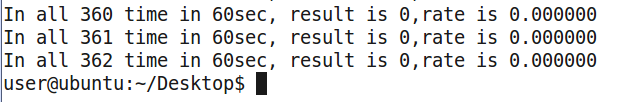 In all 360 time in 60sec, result is 0,rate is 0.000000
In all 361 time in 60sec, result is 0,rate is 0.000000
In all 362 time in 60sec, result is 0,rate is 0.000000
user@ubuntu:~/Desktop$